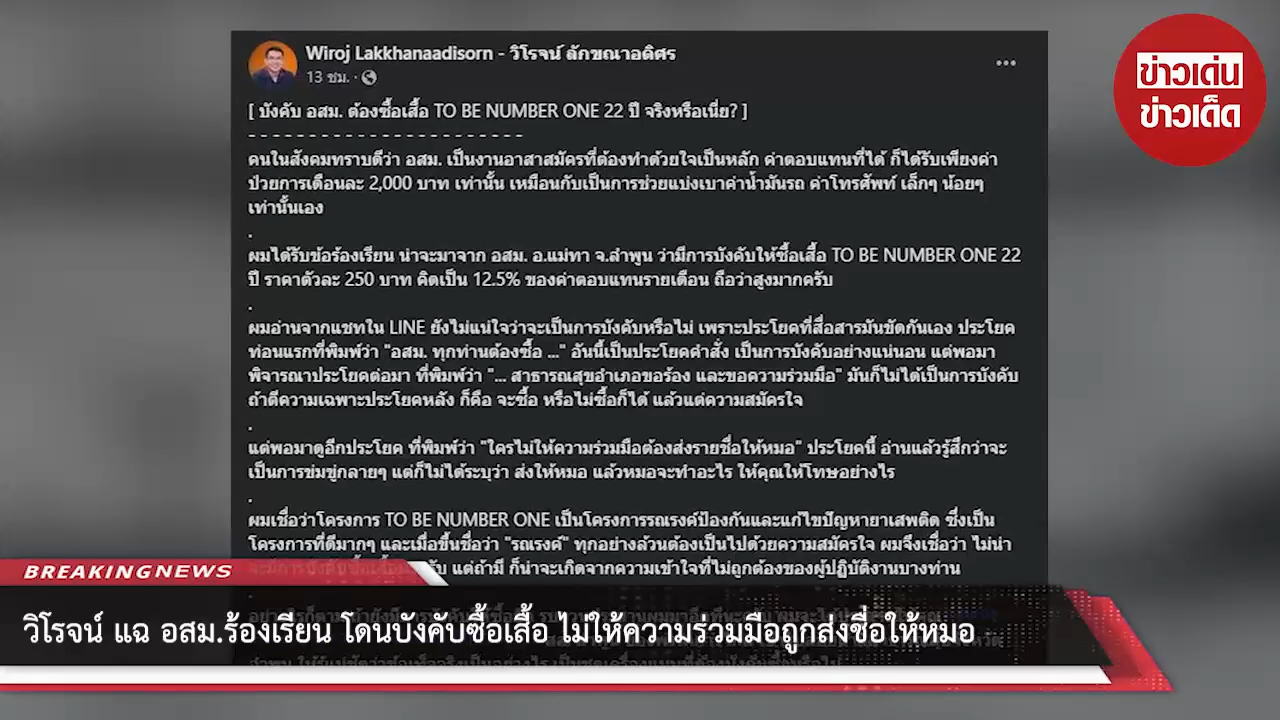 Wiroj Lakkhanaadisorn - วิโรจน์ ลักขณาอดิศร
13 ชม.
ข่าวเด่น
ข่าวเด็ด
[ บังคับ อสม. ต้องซื้อเสื้อ TO BE NUMBER ONE 22 ปี จริงหรือเนี่ย? ]
- - - - - - - - - - - - - - - - - - - - - - -
คนในสังคมทราบดีว่า อสม. เป็นงานอาสาสมัครที่ต้องทำด้วยใจเป็นหลัก ค่าตอบแทนที่ได้ ก็ได้รับเพียงค่า
ป่วยการเดือนละ 2,000 บาท เท่านั้น เหมือนกับเป็นการช่วยแบ่งเบาค่าน้ำมันรถ ค่าโทรศัพท์ เล็กๆ น้อยๆ
เท่านั้นเอง
.
ผมได้รับข้อร้องเรียน น่าจะมาจาก อสม. อ.แม่ทา จ.ลำพูน ว่ามีการบังคับให้ซื้อเสื้อ TO BE NUMBER ONE 22
ปี ราคาตัวละ 250 บาท คิดเป็น 12.5% ของค่าตอบแทนรายเดือน ถือว่าสูงมากครับ
.
ผมอ่านจากแชทใน LINE ยังไม่แน่ใจว่าจะเป็นการบังคับหรือไม่ เพราะประโยคที่สื่อสารมันขัดกันเอง ประโยค
ท่อนแรกที่พิมพ์ว่า "อสม. ทุกท่านต้องซื้อ ..." อันนี้เป็นประโยคคำสั่ง เป็นการบังคับอย่างแน่นอน แต่พอมา
พิจารณาประโยคต่อมา ที่พิมพ์ว่า "... สาธารณสุขอำเภอขอร้อง และขอความร่วมมือ" มันก็ไม่ได้เป็นการบังคับ
ถ้าตีความเฉพาะประโยคหลัง ก็คือ จะซื้อ หรือไม่ซื้อก็ได้ แล้วแต่ความสมัครใจ
.
แต่พอมาดูอีกประโยค ที่พิมพ์ว่า "ใครไม่ให้ความร่วมมือต้องส่งรายชื่อให้หมอ" ประโยคนี้ อ่านแล้วรู้สึกว่าจะ
เป็นการข่มขู่กลายๆ แต่ก็ไม่ได้ระบุว่า ส่งให้หมอ แล้วหมอจะทำอะไร ให้คุณให้โทษอย่างไร
.
ผมเชื่อว่าโครงการ TO BE NUMBER ONE เป็นโครงการรณรงค์ป้องกันและแก้ไขปัญหายาเสพติด ซึ่งเป็น
โครงการที่ดีมากๆ และเมื่อขึ้นชื่อว่า "รณรงค์" ทุกอย่างล้วนต้องเป็นไปด้วยความสมัครใจ ผมจึงเชื่อว่า ไม่น่า
แต่ถ้ามี ก็น่าจะเกิดจากความเข้าใจที่ไม่ถูกต้องของผู้ปฏิบัติงานบางท่าน
BREAKING NEWS
วิโรจน์ แฉ อสม.ร้องเรียน โดนบังคับซื้อเสื้อ ไม่ให้ความร่วมมือถูกส่งชื่อให้หมอ